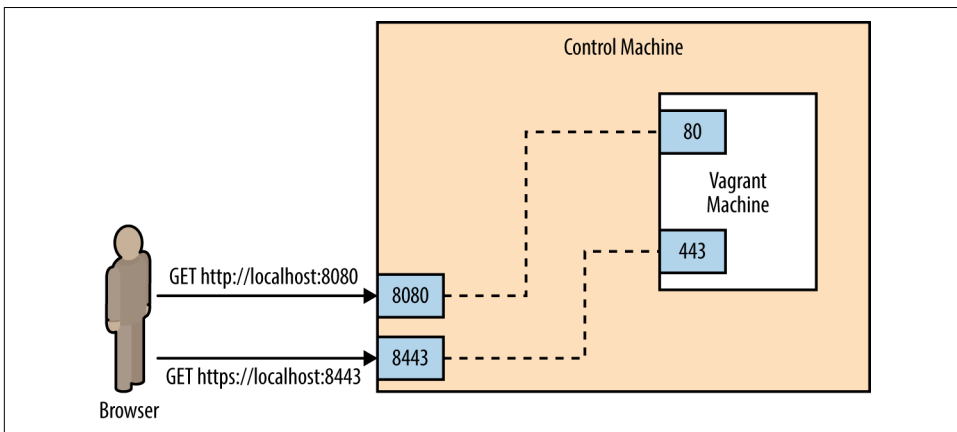 Control Machine
80
Vagrant
Machine
443
GET http://localhost:8080
8080
8443
GET https://localhost:8443
Browser